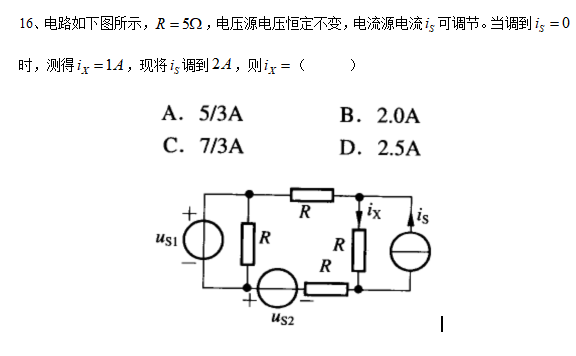 16、电路如下图所示，R = 5Ω，电压源电压恒定不变，电流源电流iS可调节。当调到iS = 0
时，测得iX = 1A，现将iS调到2A，则iX =（ ）
A. 5/3A B. 2.0A
C. 7/3A D. 2.5A
R iX iS
+
uS1 R R
− R
+ −
uS2